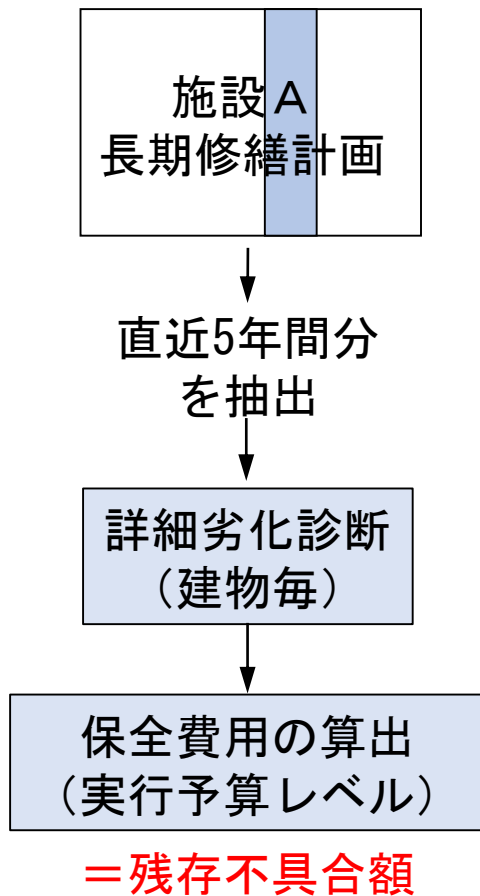 施設Ａ
長期修繕計画
直近5年間分
を抽出
詳細劣化診断
（建物毎）
保全費用の算出
（実行予算レベル）
＝残存不具合額